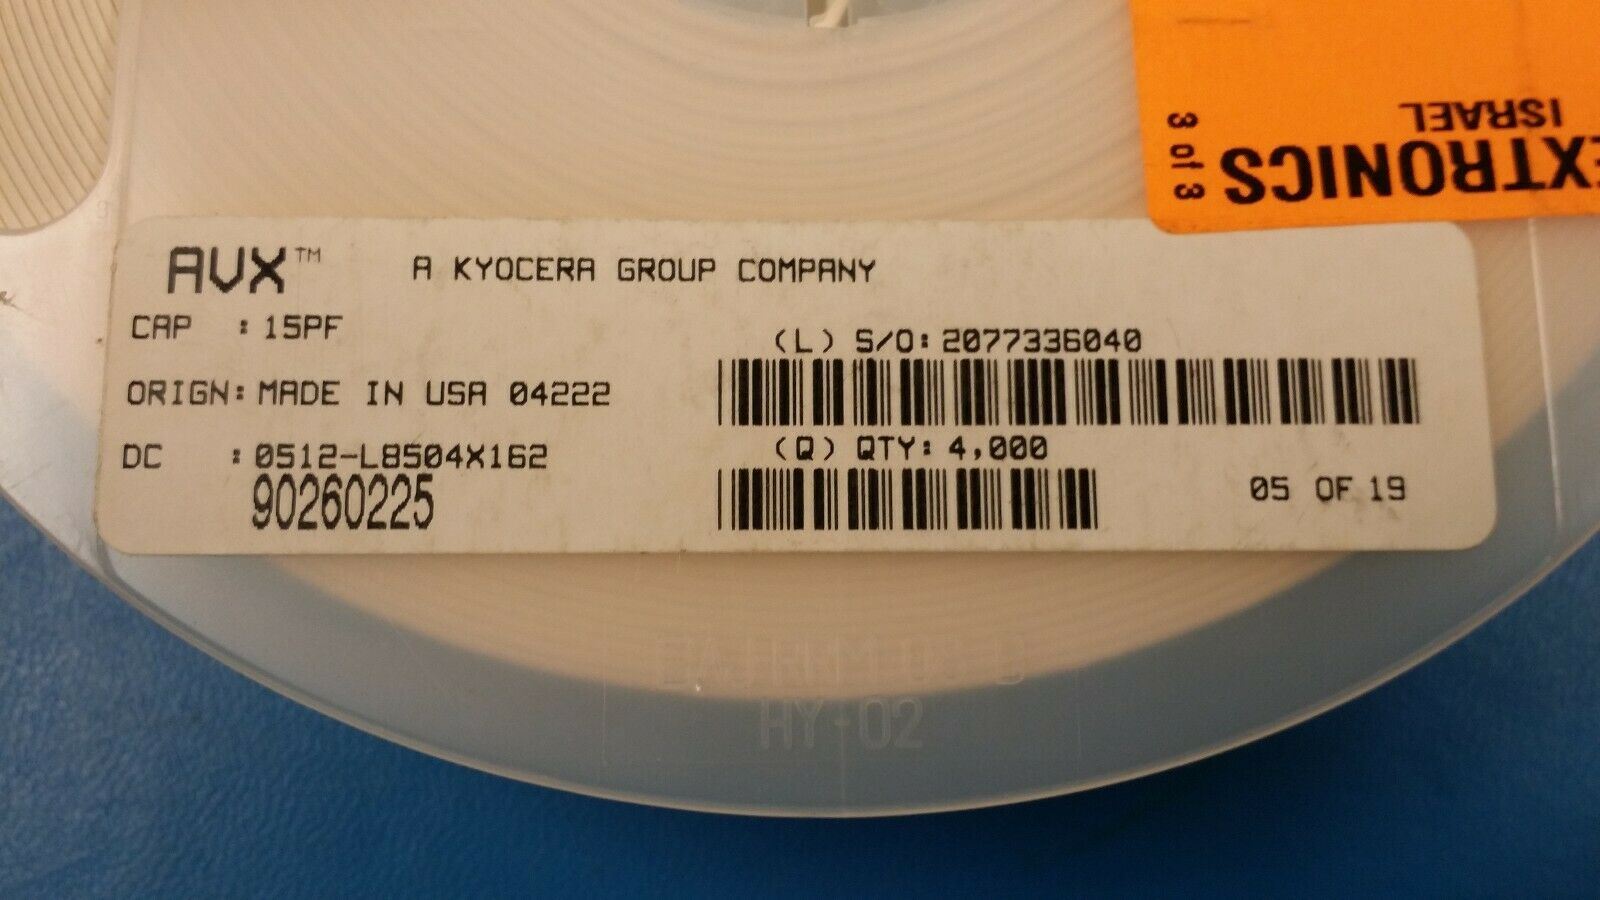 3 of 3
EXTRONICS
ISRAEL
AVX™ A KYOCERA GROUP COMPANY
CAP : 15PF
(L) S/O: 2077336040
ORIGN: MADE IN USA 04222
(Q) QTY: 4,000
DC : 0512-L8504X162
90260225
05 OF 19
HY-02